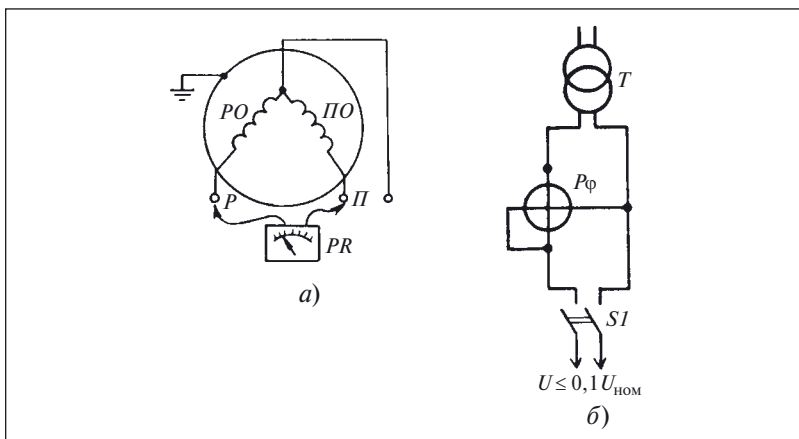 РО ПО
Р
П
PR
а)
T
Pφ
S1
U ≤ 0,1Uном
б)